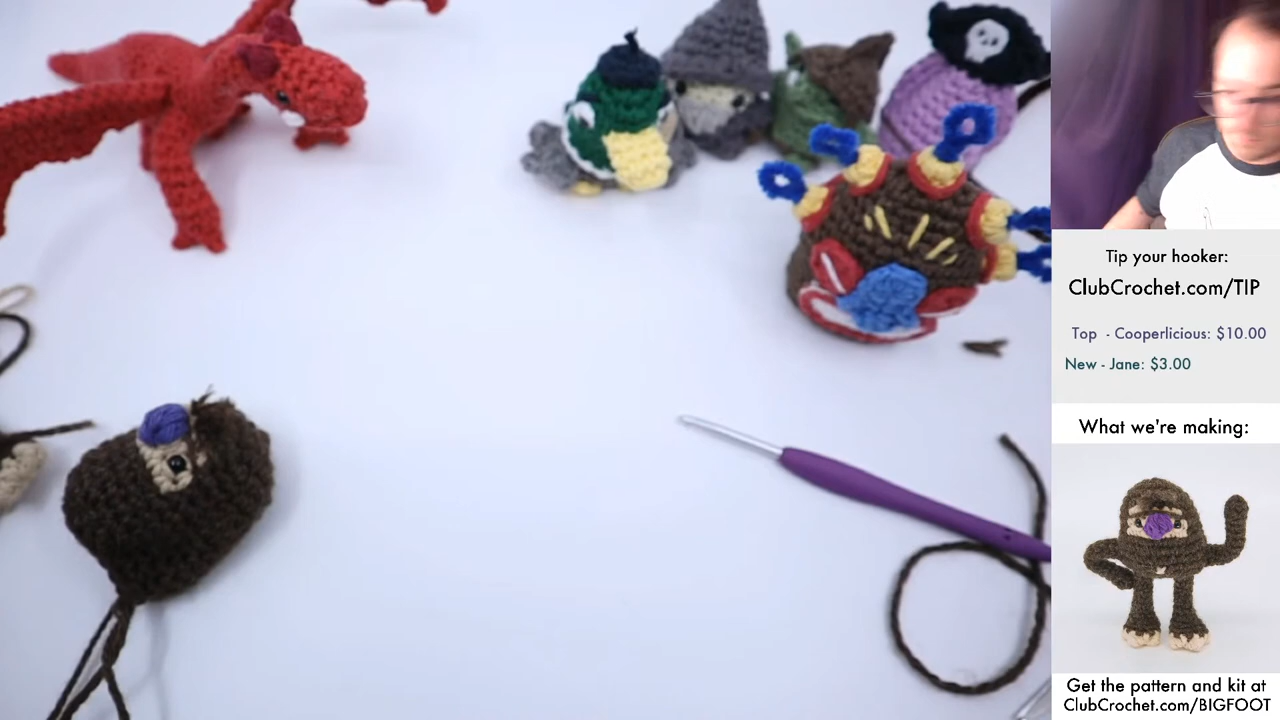 Tip your hooker:
ClubCrochet.com/TIP
Top - Cooperlicious: $10.00
New - Jane: $3.00
What we're making:
Get the pattern and kit at
ClubCrochet.com/BIGFOOT